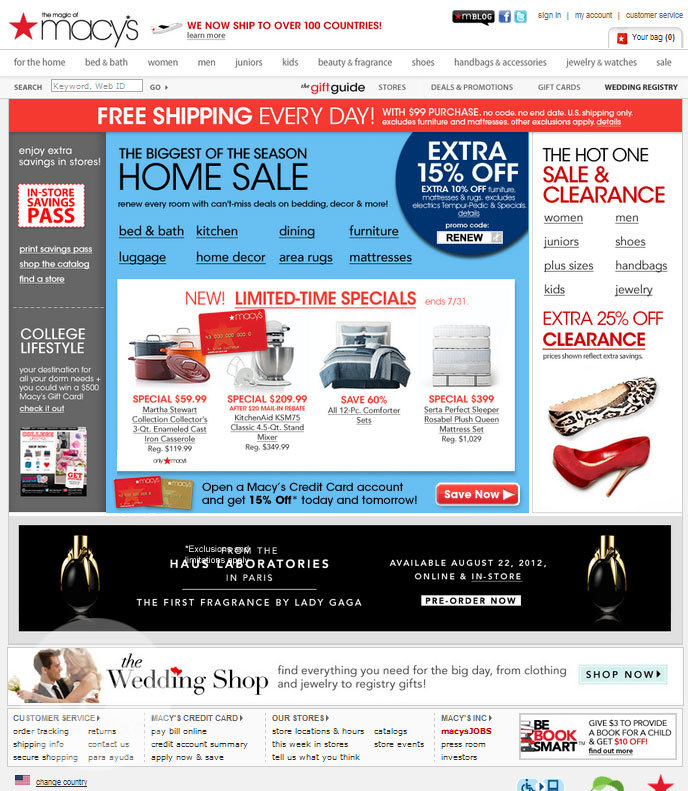 the magic of
macy's
WE NOW SHIP TO OVER 100 COUNTRIES!
learn more
mBLOG
sign in | my account | customer service
Your bag (0)
for the home bed & bath women men juniors kids beauty & fragrance shoes handbags & accessories jewelry & watches sale
SEARCH Keyword, Web ID GO the giftguide STORES DEALS & PROMOTIONS GIFT CARDS WEDDING REGISTRY
FREE SHIPPING EVERY DAY! WITH $99 PURCHASE. no code. no end date. U.S. shipping only.
excludes furniture and mattresses. other exclusions apply. details
enjoy extra
savings in stores!
IN-STORE
SAVINGS
PASS
print savings pass
shop the catalog
find a store
COLLEGE
LIFESTYLE
your destination for
all your dorm needs +
you could win a $500
Macy's Gift Card!
check it out
THE BIGGEST OF THE SEASON
HOME SALE
renew every room with can't-miss deals on bedding, decor & more!
bed & bath kitchen dining furniture
luggage home decor area rugs mattresses
EXTRA
15% OFF
EXTRA 10% OFF furniture,
mattresses & rugs. excludes
electrics Tempur-Pedic & Specials.
details
promo code:
RENEW
NEW! LIMITED-TIME SPECIALS ends 7/31.
macy's
SPECIAL $59.99
Martha Stewart
Collection Collector's
3-Qt. Enameled Cast
Iron Casserole
Reg. $119.99
only macys
SPECIAL $209.99
AFTER $20 MAIL-IN REBATE
KitchenAid KSM75
Classic 4.5-Qt. Stand
Mixer
Reg. $349.99
SAVE 60%
All 12-Pc. Comforter
Sets
SPECIAL $399
Serta Perfect Sleeper
Rosabel Plush Queen
Mattress Set
Reg. $1,029
macy's
Open a Macy's Credit Card account
and get 15% Off* today and tomorrow!
Save Now
THE HOT ONE
SALE &
CLEARANCE
women men
juniors shoes
plus sizes handbags
kids jewelry
EXTRA 25% OFF
CLEARANCE
prices shown reflect extra savings.
*Exclusions and
limitations apply
FROM THE
HAUS LABORATORIES
IN PARIS
THE FIRST FRAGRANCE BY LADY GAGA
AVAILABLE AUGUST 22, 2012,
ONLINE & IN-STORE
PRE-ORDER NOW
the
Wedding Shop
find everything you need for the big day, from clothing
and jewelry to registry gifts!
SHOP NOW
CUSTOMER SERVICE
order tracking returns
shipping info contact us
secure shopping para ayuda
MACY'S CREDIT CARD
pay bill online
credit account summary
apply now & save
OUR STORES
store locations & hours catalogs
this week in stores store events
tell us what you think
MACY'S INC
macysJOBS
press room
investors
BE
BOOK
SMART
GIVE $3 TO PROVIDE
A BOOK FOR A CHILD
& GET $10 OFF!
find out more
change country